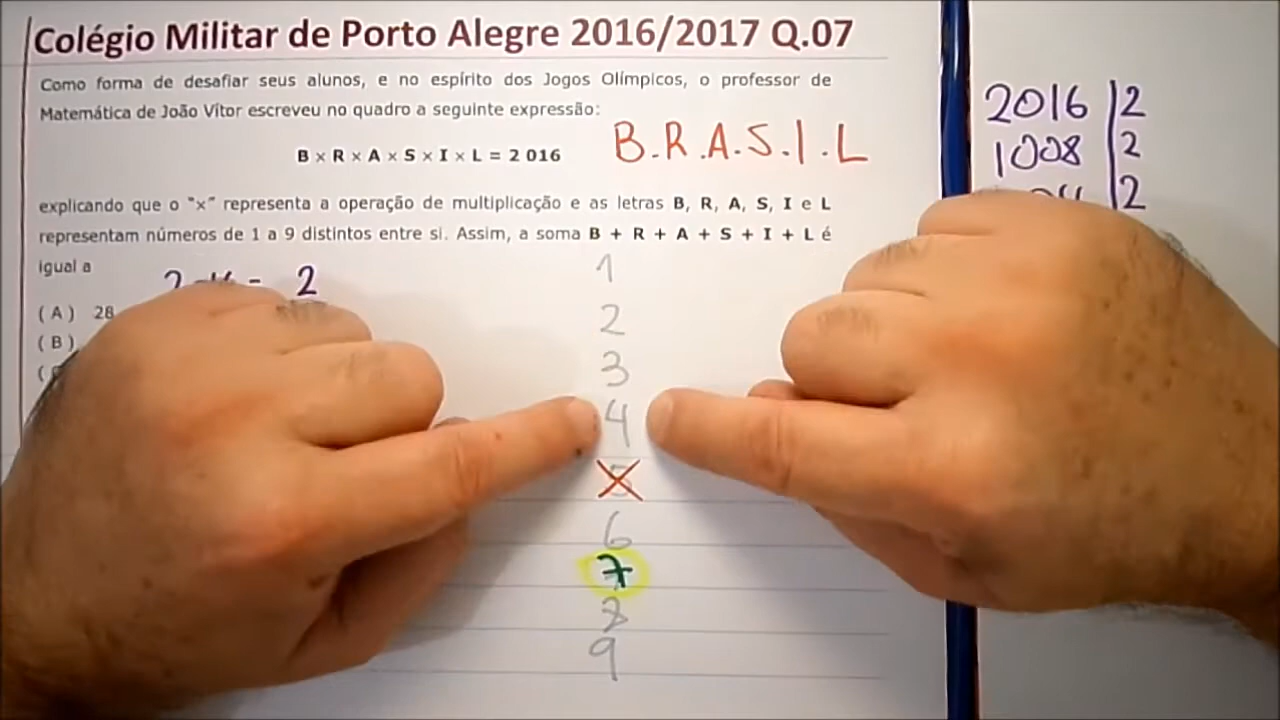 Colégio Militar de Porto Alegre 2016/2017 Q.07
Como forma de desafiar seus alunos, e no espírito dos Jogos Olímpicos, o professor de
Matemática de João Vítor escreveu no quadro a seguinte expressão:
B × R × A × S × I × L = 2 016
B.R.A.S.I.L
explicando que o "×" representa a operação de multiplicação e as letras B, R, A, S, I e L
representam números de 1 a 9 distintos entre si. Assim, a soma B + R + A + S + I + L é
igual a
2
(A) 28
(B)
1
2
3
4
6
7
8
9
2016 2
1008 2
2